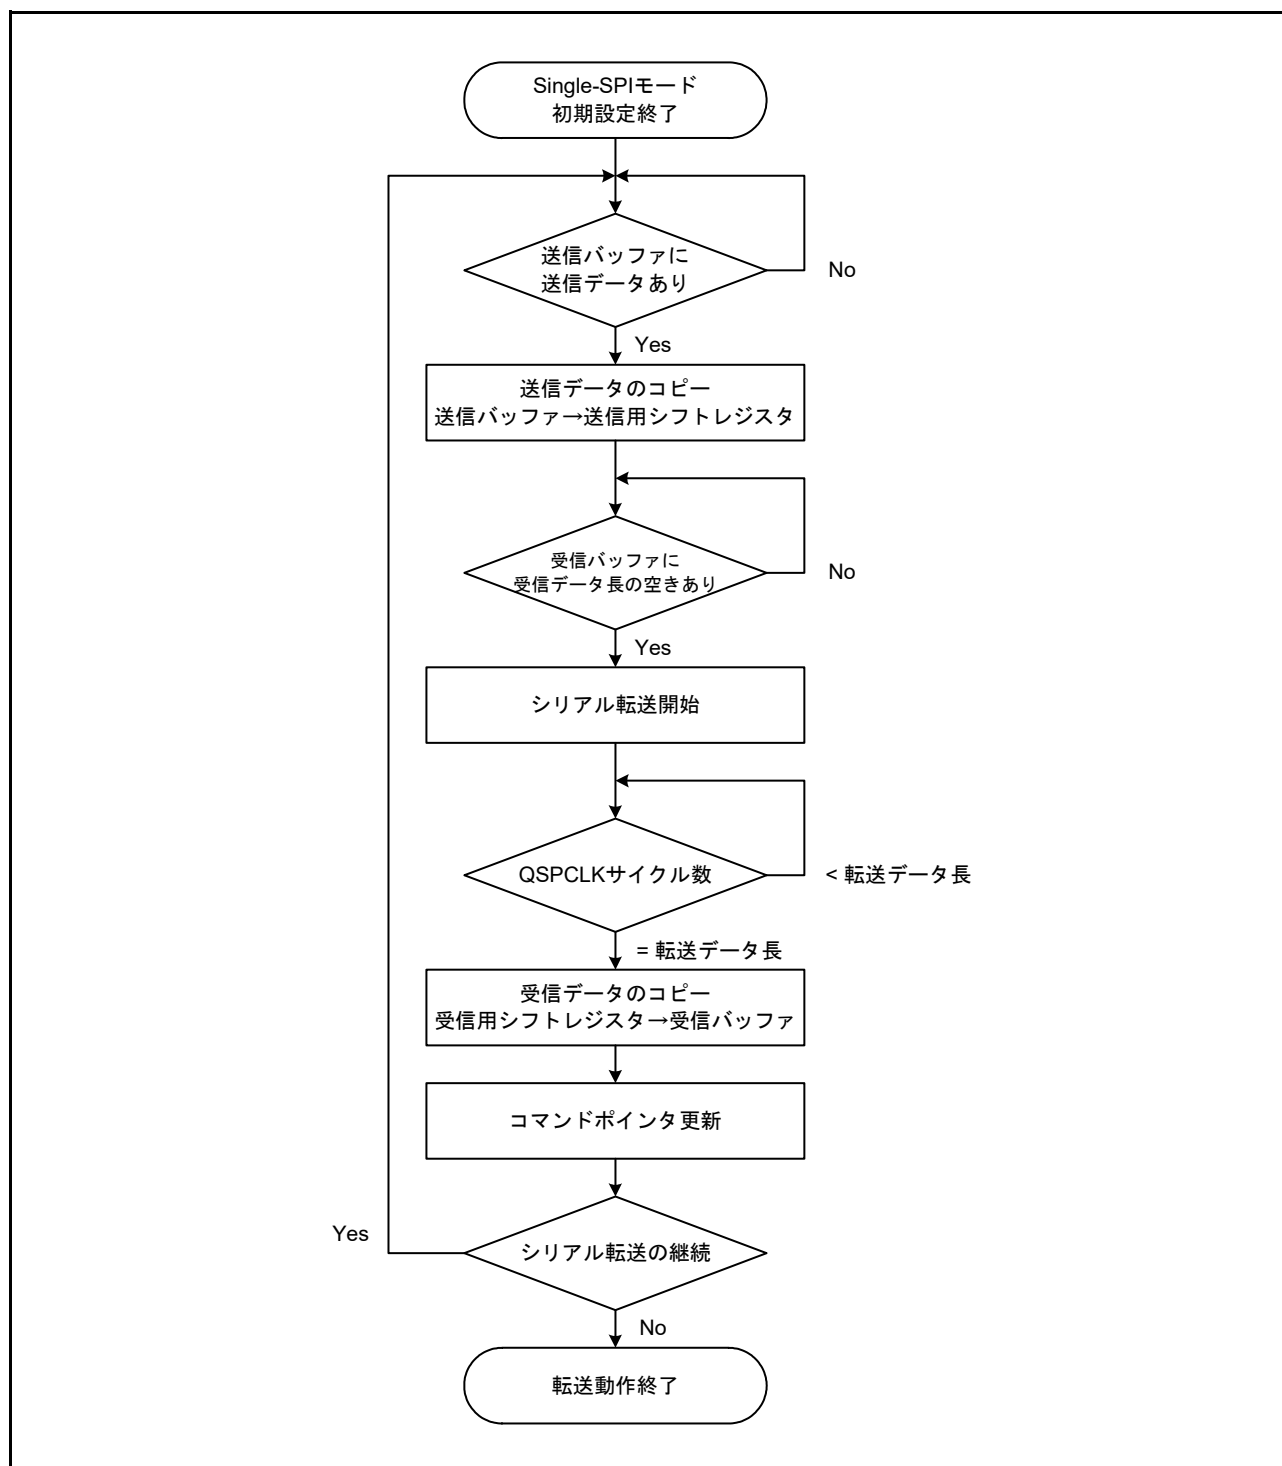 Single-SPIモード
初期設定終了
送信バッファに
送信データあり
No
Yes
送信データのコピー
送信バッファ→送信用シフトレジスタ
受信バッファに
受信データ長の空きあり
No
Yes
シリアル転送開始
QSPCLKサイクル数
< 転送データ長
= 転送データ長
受信データのコピー
受信用シフトレジスタ→受信バッファ
コマンドポインタ更新
Yes
シリアル転送の継続
No
転送動作終了